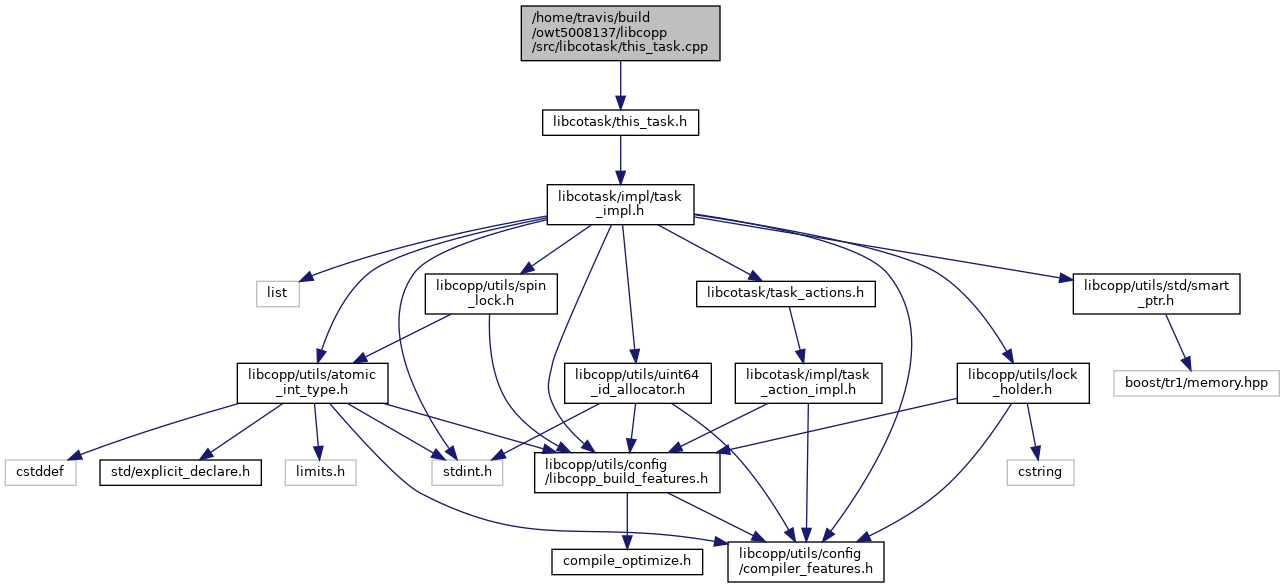 /home/travis/build
/owt5008137/libcopp
/src/libcotask/this_task.cpp
libcotask/this_task.h
libcotask/impl/task
_impl.h
list
libcopp/utils/spin
_lock.h
libcotask/task_actions.h
libcopp/utils/std/smart
_ptr.h
libcopp/utils/atomic
_int_type.h
libcopp/utils/uint64
_id_allocator.h
libcotask/impl/task
_action_impl.h
libcopp/utils/lock
_holder.h
boost/tr1/memory.hpp
cstddef
std/explicit_declare.h
limits.h
stdint.h
libcopp/utils/config
/libcopp_build_features.h
cstring
compile_optimize.h
libcopp/utils/config
/compiler_features.h